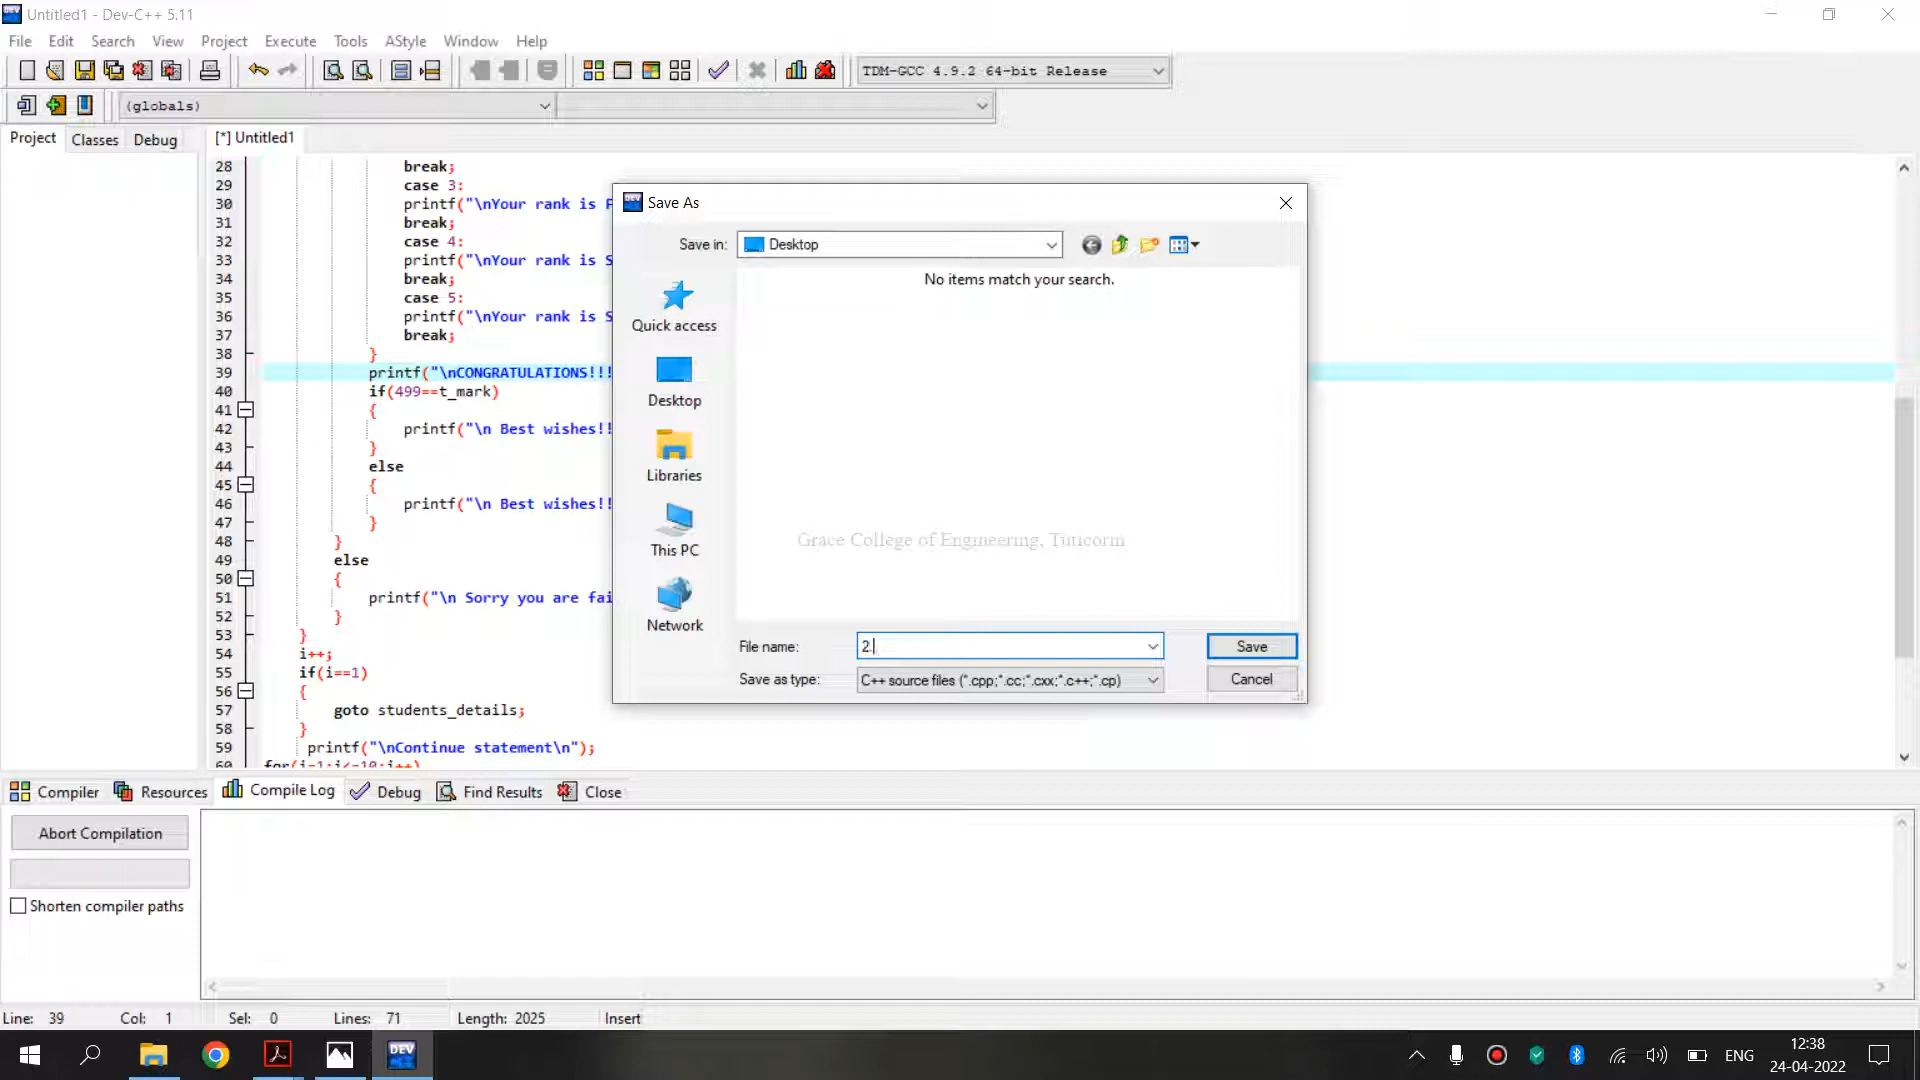 Untitled1 - Dev-C++ 5.11
File Edit Search View Project Execute Tools AStyle Window Help
TDM-GCC 4.9.2 64-bit Release
(globals)
Project Classes Debug [*] Untitled1
28 break;
29 case 3:
30 printf("\nYour rank is
31 break;
32 case 4:
33 printf("\nYour rank is S
34 break;
35 case 5:
36 printf("\nYour rank is S
37 break;
38 }
39 printf("\nCONGRATULATIONS!!!
40 if(499==t_mark)
41 {
42 printf("\n Best wishes!!
43 }
44 else
45 {
46 printf("\n Best wishes!!
47 }
48 }
49 else
50 {
51 printf("\n Sorry you are fai
52 }
53 }
54 i++;
55 if(i==1)
56 {
57 goto students_details;
58 }
59 printf("\nContinue statement\n");
60 for(i=1;i<=10;i++)
Save As
Save in: Desktop
No items match your search.
Quick access
Desktop
Libraries
This PC
Network
Grace College of Engineering, Tuticorin
File name: 2.
Save
Save as type: C++ source files (*.cpp;*.cc;*.cxx;*.c++;*.cp)
Cancel
Compiler Resources Compile Log Debug Find Results Close
Abort Compilation
Shorten compiler paths
Line: 39 Col: 1 Sel: 0 Lines: 71 Length: 2025 Insert
DEV
ENG
12:38
24-04-2022